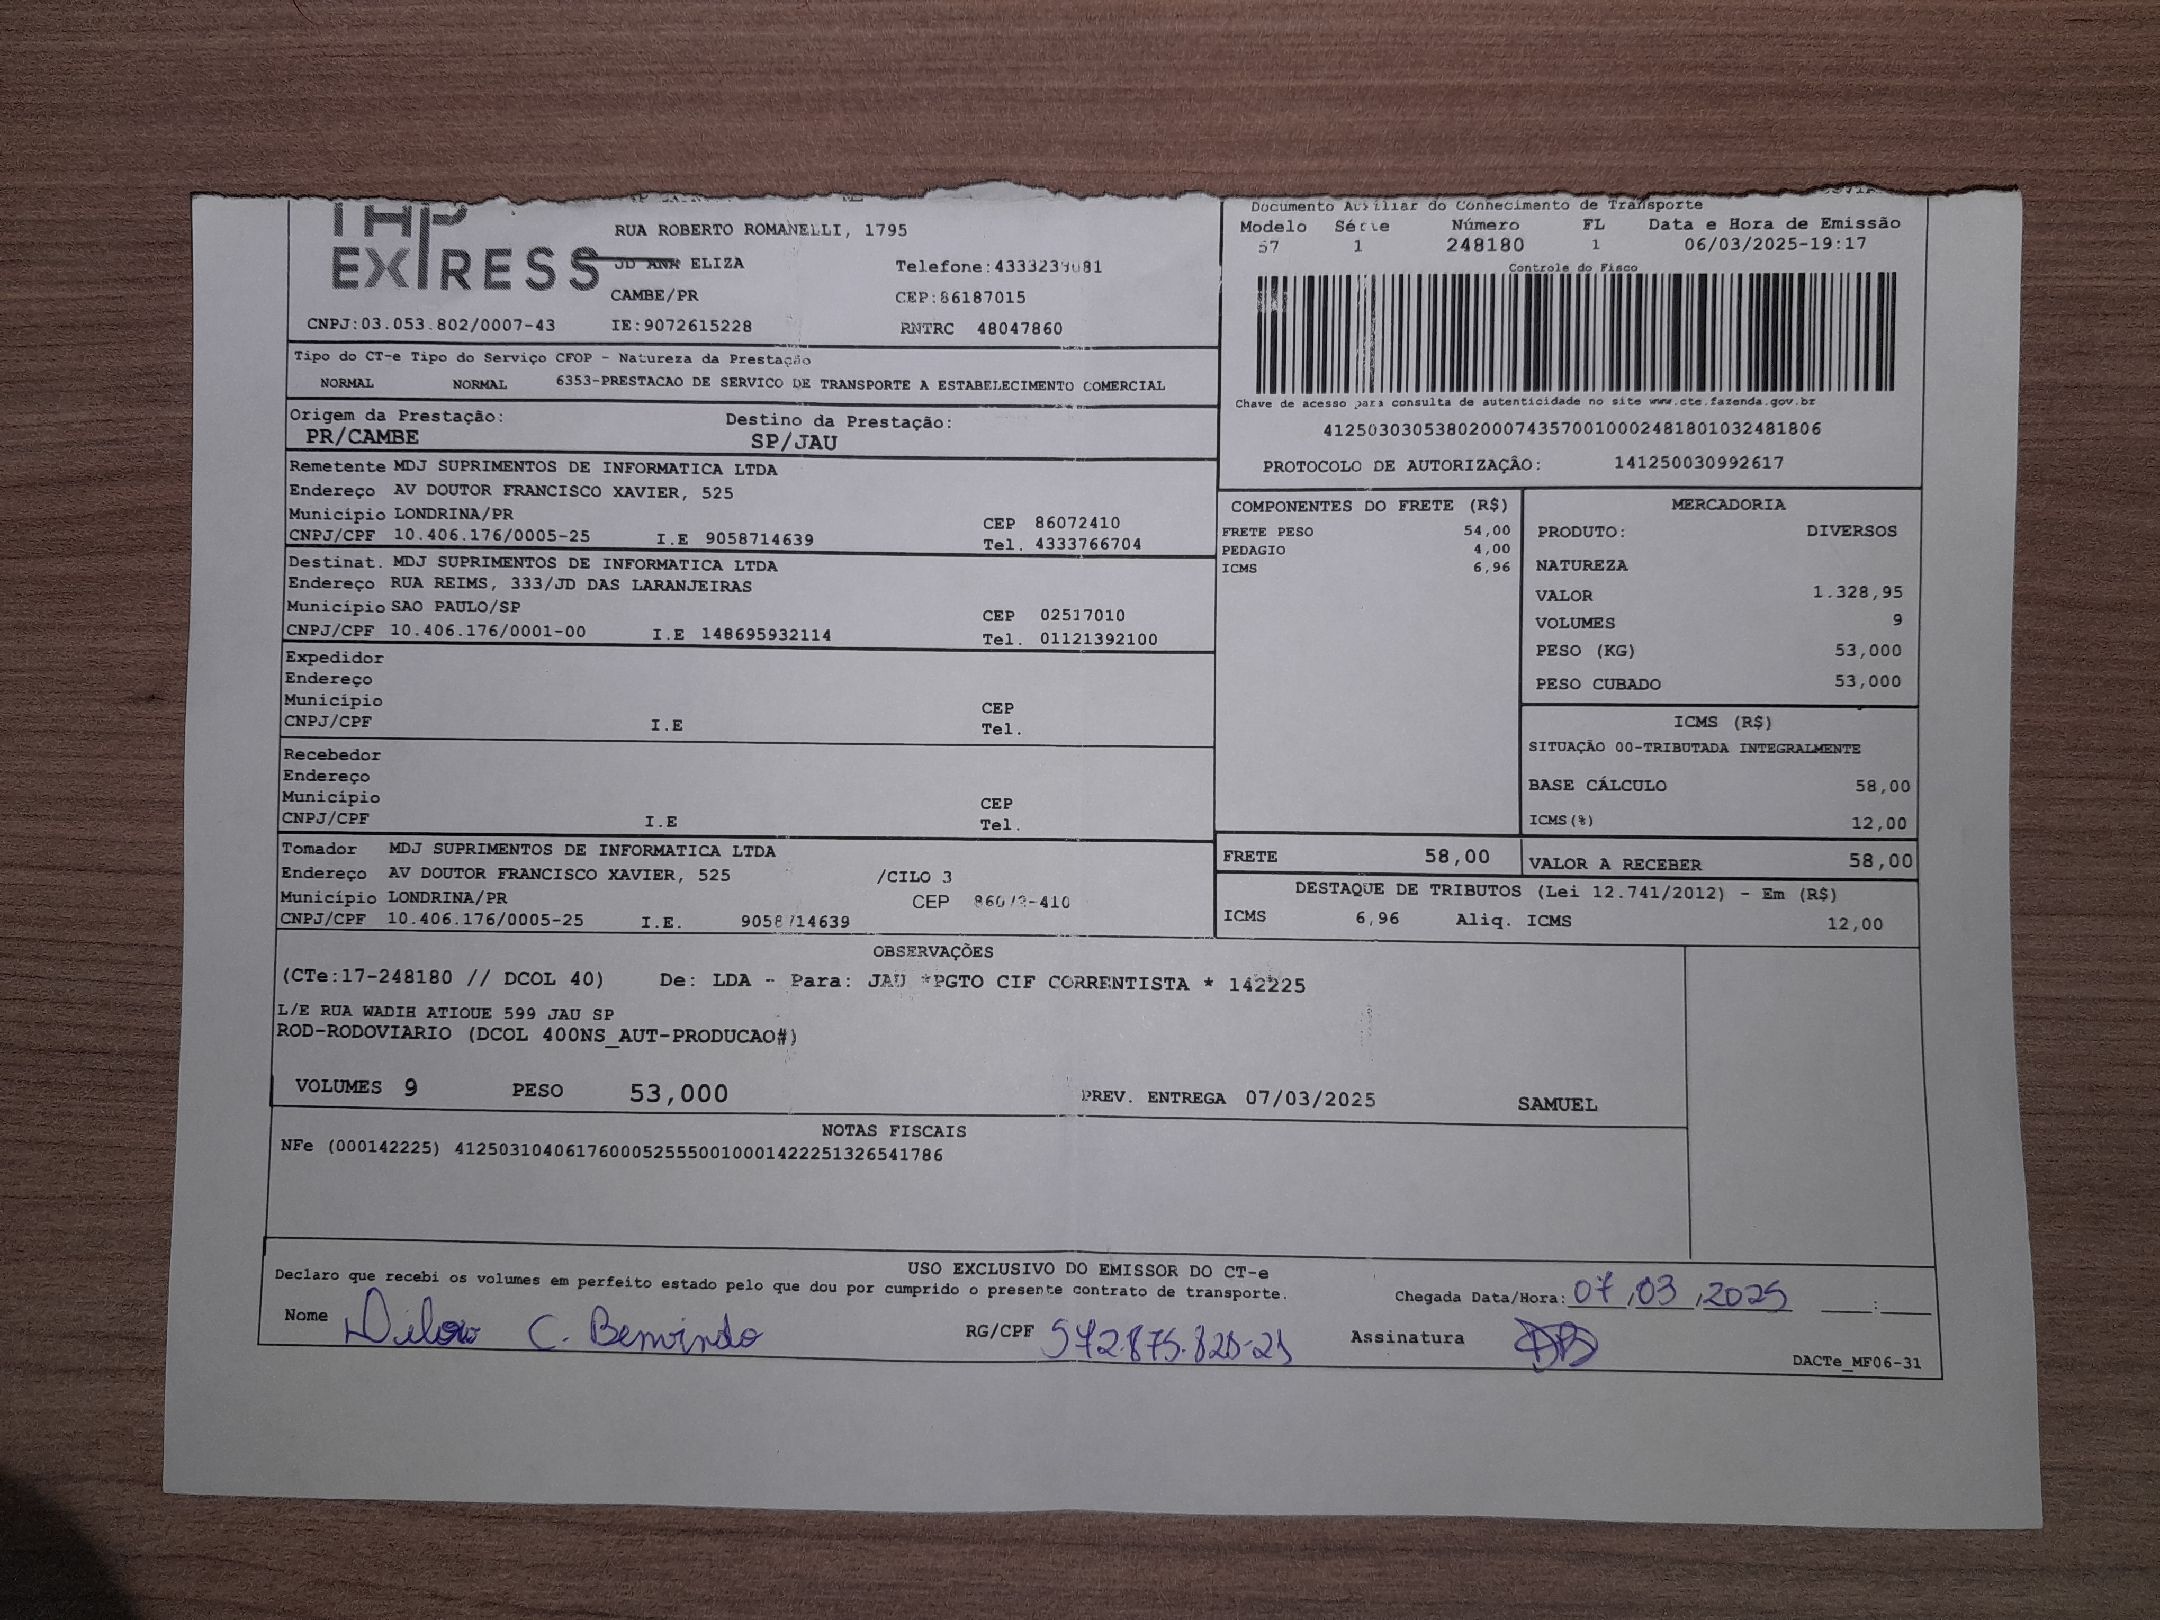 EXPRESS
RUA ROBERTO ROMANELLI, 1795
JD ANA ELIZA
CAMBE/PR
CEP:86187015
CNPJ:03.053.802/0007-43 IE:9072615228 RNTRC 48047860
Documento Auxiliar do Conhecimento de Transporte
Modelo Série Número FL Data e Hora de Emissão
57 1 248180 1 06/03/2025-19:17
Controle do Fisco
Chave de acesso para consulta de autenticidade no site www.cte.fazenda.gov.br
41250303053802000743570010002481801032481806
PROTOCOLO DE AUTORIZAÇÃO: 141250030992617
Tipo do CT-e Tipo do Serviço CFOP - Natureza da Prestação
NORMAL NORMAL 6353-PRESTACAO DE SERVICO DE TRANSPORTE A ESTABELECIMENTO COMERCIAL
Origem da Prestação: Destino da Prestação:
PR/CAMBE SP/JAU
Remetente MDJ SUPRIMENTOS DE INFORMATICA LTDA
Endereço AV DOUTOR FRANCISCO XAVIER, 525
Município LONDRINA/PR CEP 86072410
CNPJ/CPF 10.406.176/0005-25 I.E 9058714639 Tel. 4333766704
Destinat. MDJ SUPRIMENTOS DE INFORMATICA LTDA
Endereço RUA REIMS, 333/JD DAS LARANJEIRAS
Município SAO PAULO/SP CEP 02517010
CNPJ/CPF 10.406.176/0001-00 I.E 148695932114 Tel. 01121392100
Expedidor
Endereço
Município CEP
CNPJ/CPF I.E Tel.
Recebedor
Endereço
Município CEP
CNPJ/CPF I.E Tel.
Tomador MDJ SUPRIMENTOS DE INFORMATICA LTDA
Endereço AV DOUTOR FRANCISCO XAVIER, 525 /CILO 3
Município LONDRINA/PR CEP
CNPJ/CPF 10.406.176/0005-25 I.E. 9058714639
COMPONENTES DO FRETE (R$)
FRETE PESO 54,00
PEDAGIO 4,00
ICMS 6,96
MERCADORIA
PRODUTO: DIVERSOS
NATUREZA
VALOR 1.328,95
VOLUMES 9
PESO (KG) 53,000
PESO CUBADO 53,000
ICMS (R$)
SITUAÇÃO 00-TRIBUTADA INTEGRALMENTE
BASE CÁLCULO 58,00
ICMS(%) 12,00
FRETE 58,00 VALOR A RECEBER 58,00
DESTAQUE DE TRIBUTOS (Lei 12.741/2012) - Em (R$)
ICMS 6,96 Aliq. ICMS 12,00
OBSERVAÇÕES
(CTe:17-248180 // DCOL 40) De: LDA - Para: JAU *PGTO CIF CORRENTISTA * 142225
L/E RUA WADIH ATIQUE 599 JAU SP
ROD-RODOVIARIO (DCOL 400NS_AUT-PRODUCAO#)
VOLUMES 9 PESO 53,000 PREV. ENTREGA 07/03/2025 SAMUEL
NOTAS FISCAIS
NFe (000142225) 41250310406176000525550010001422251326541786
USO EXCLUSIVO DO EMISSOR DO CT-e
Declaro que recebi os volumes em perfeito estado pelo que dou por cumprido o presente contrato de transporte.
Chegada Data/Hora: 07,03,2025 __:__
Nome C. Benvindo RG/CPF Assinatura
DACTe_MF06-31